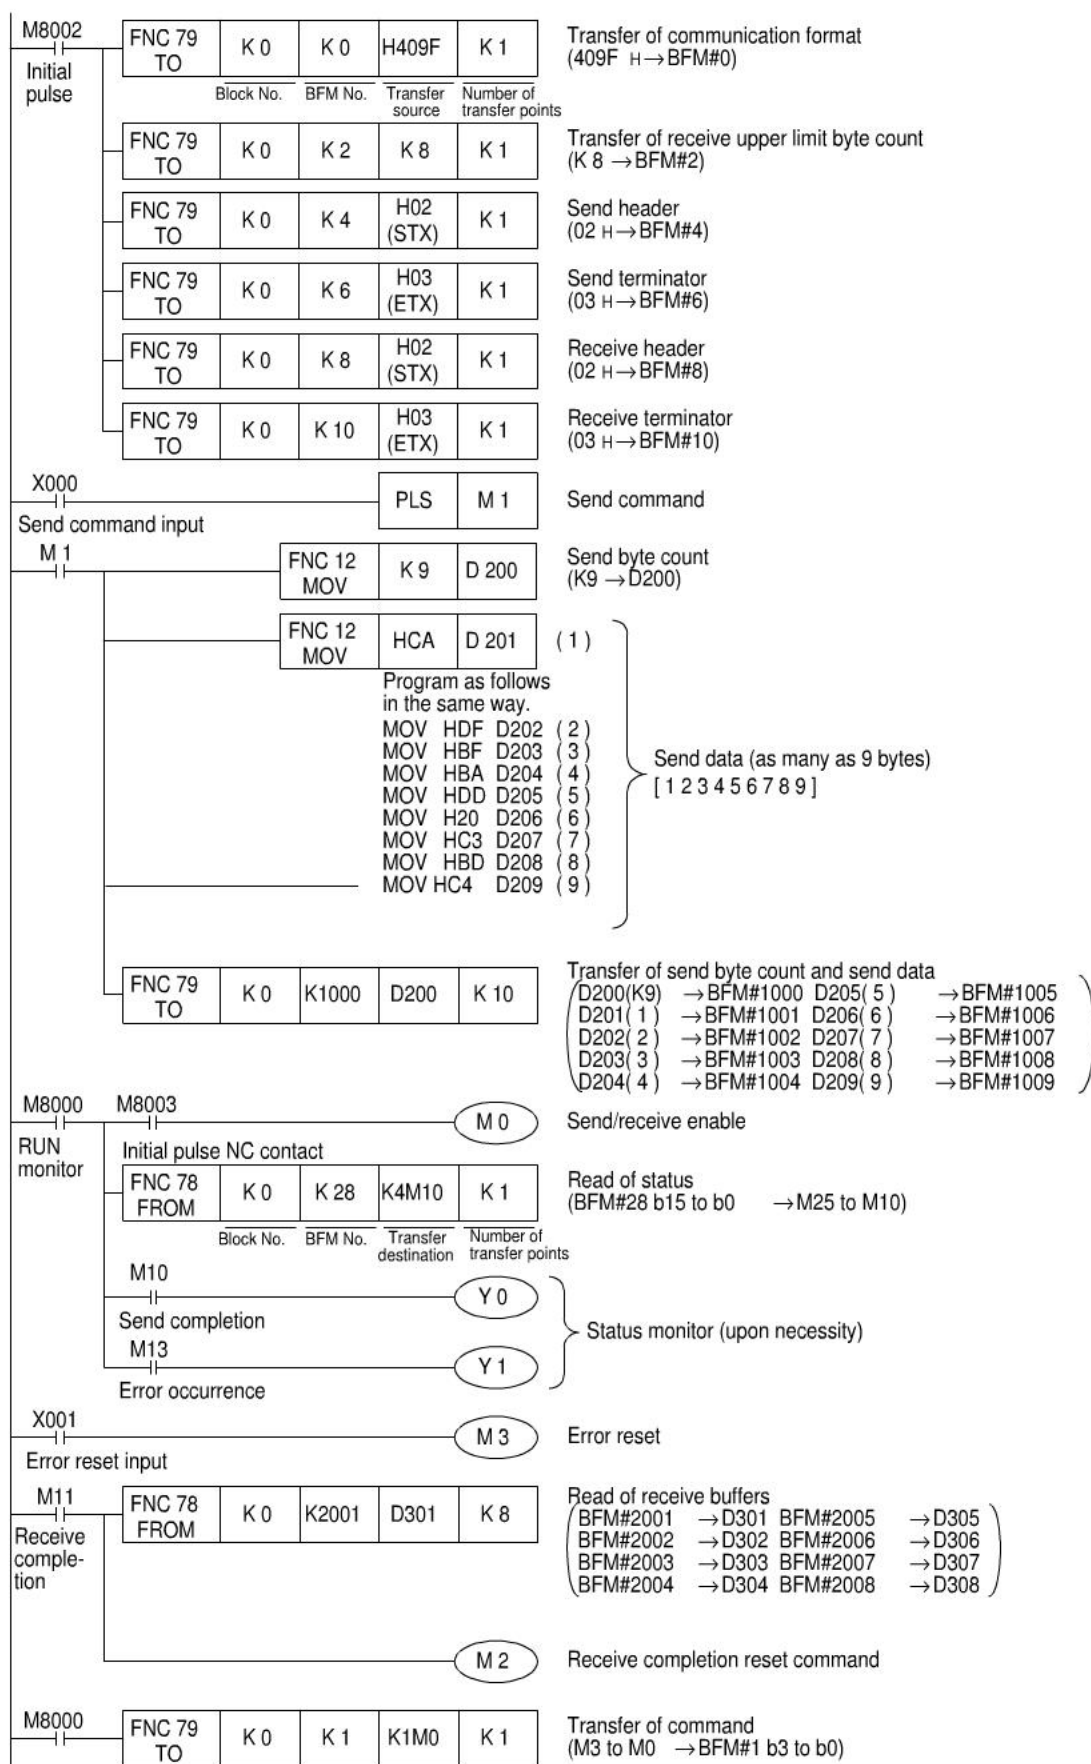 M8002
Initial
pulse
FNC 79
TO
K 0
K 0
H409F
K 1
Transfer of communication format
(409F H→BFM#0)
Block No.
BFM No.
Transfer
source
Number of
transfer points
FNC 79
TO
K 0
K 2
K 8
K 1
Transfer of receive upper limit byte count
(K 8 →BFM#2)
FNC 79
TO
K 0
K 4
H02
(STX)
K 1
Send header
(02 H→BFM#4)
FNC 79
TO
K 0
K 6
H03
(ETX)
K 1
Send terminator
(03 H→BFM#6)
FNC 79
TO
K 0
K 8
H02
(STX)
K 1
Receive header
(02 H→BFM#8)
FNC 79
TO
K 0
K 10
H03
(ETX)
K 1
Receive terminator
(03 H→BFM#10)
X000
Send command input
PLS
M 1
Send command
M 1
FNC 12
MOV
K 9
D 200
Send byte count
(K9 →D200)
FNC 12
MOV
HCA
D 201
( 1 )
Program as follows
in the same way.
MOV HDF D202 ( 2 )
MOV HBF D203 ( 3 )
MOV HBA D204 ( 4 )
MOV HDD D205 ( 5 )
MOV H20 D206 ( 6 )
MOV HC3 D207 ( 7 )
MOV HBD D208 ( 8 )
MOV HC4 D209 ( 9 )
Send data (as many as 9 bytes)
[ 1 2 3 4 5 6 7 8 9 ]
FNC 79
TO
K 0
K1000
D200
K 10
Transfer of send byte count and send data
D200(K9) →BFM#1000 D205( 5 ) →BFM#1005
D201( 1 ) →BFM#1001 D206( 6 ) →BFM#1006
D202( 2 ) →BFM#1002 D207( 7 ) →BFM#1007
D203( 3 ) →BFM#1003 D208( 8 ) →BFM#1008
D204( 4 ) →BFM#1004 D209( 9 ) →BFM#1009
M8000
RUN
monitor
M8003
Initial pulse NC contact
M 0
Send/receive enable
FNC 78
FROM
K 0
K 28
K4M10
K 1
Read of status
(BFM#28 b15 to b0 →M25 to M10)
Block No.
BFM No.
Transfer
destination
Number of
transfer points
M10
Send completion
Y 0
M13
Error occurrence
Y 1
Status monitor (upon necessity)
X001
Error reset input
M 3
Error reset
M11
Receive
comple-
tion
FNC 78
FROM
K 0
K2001
D301
K 8
Read of receive buffers
BFM#2001 →D301 BFM#2005 →D305
BFM#2002 →D302 BFM#2006 →D306
BFM#2003 →D303 BFM#2007 →D307
BFM#2004 →D304 BFM#2008 →D308
M 2
Receive completion reset command
M8000
FNC 79
TO
K 0
K 1
K1M0
K 1
Transfer of command
(M3 to M0 →BFM#1 b3 to b0)